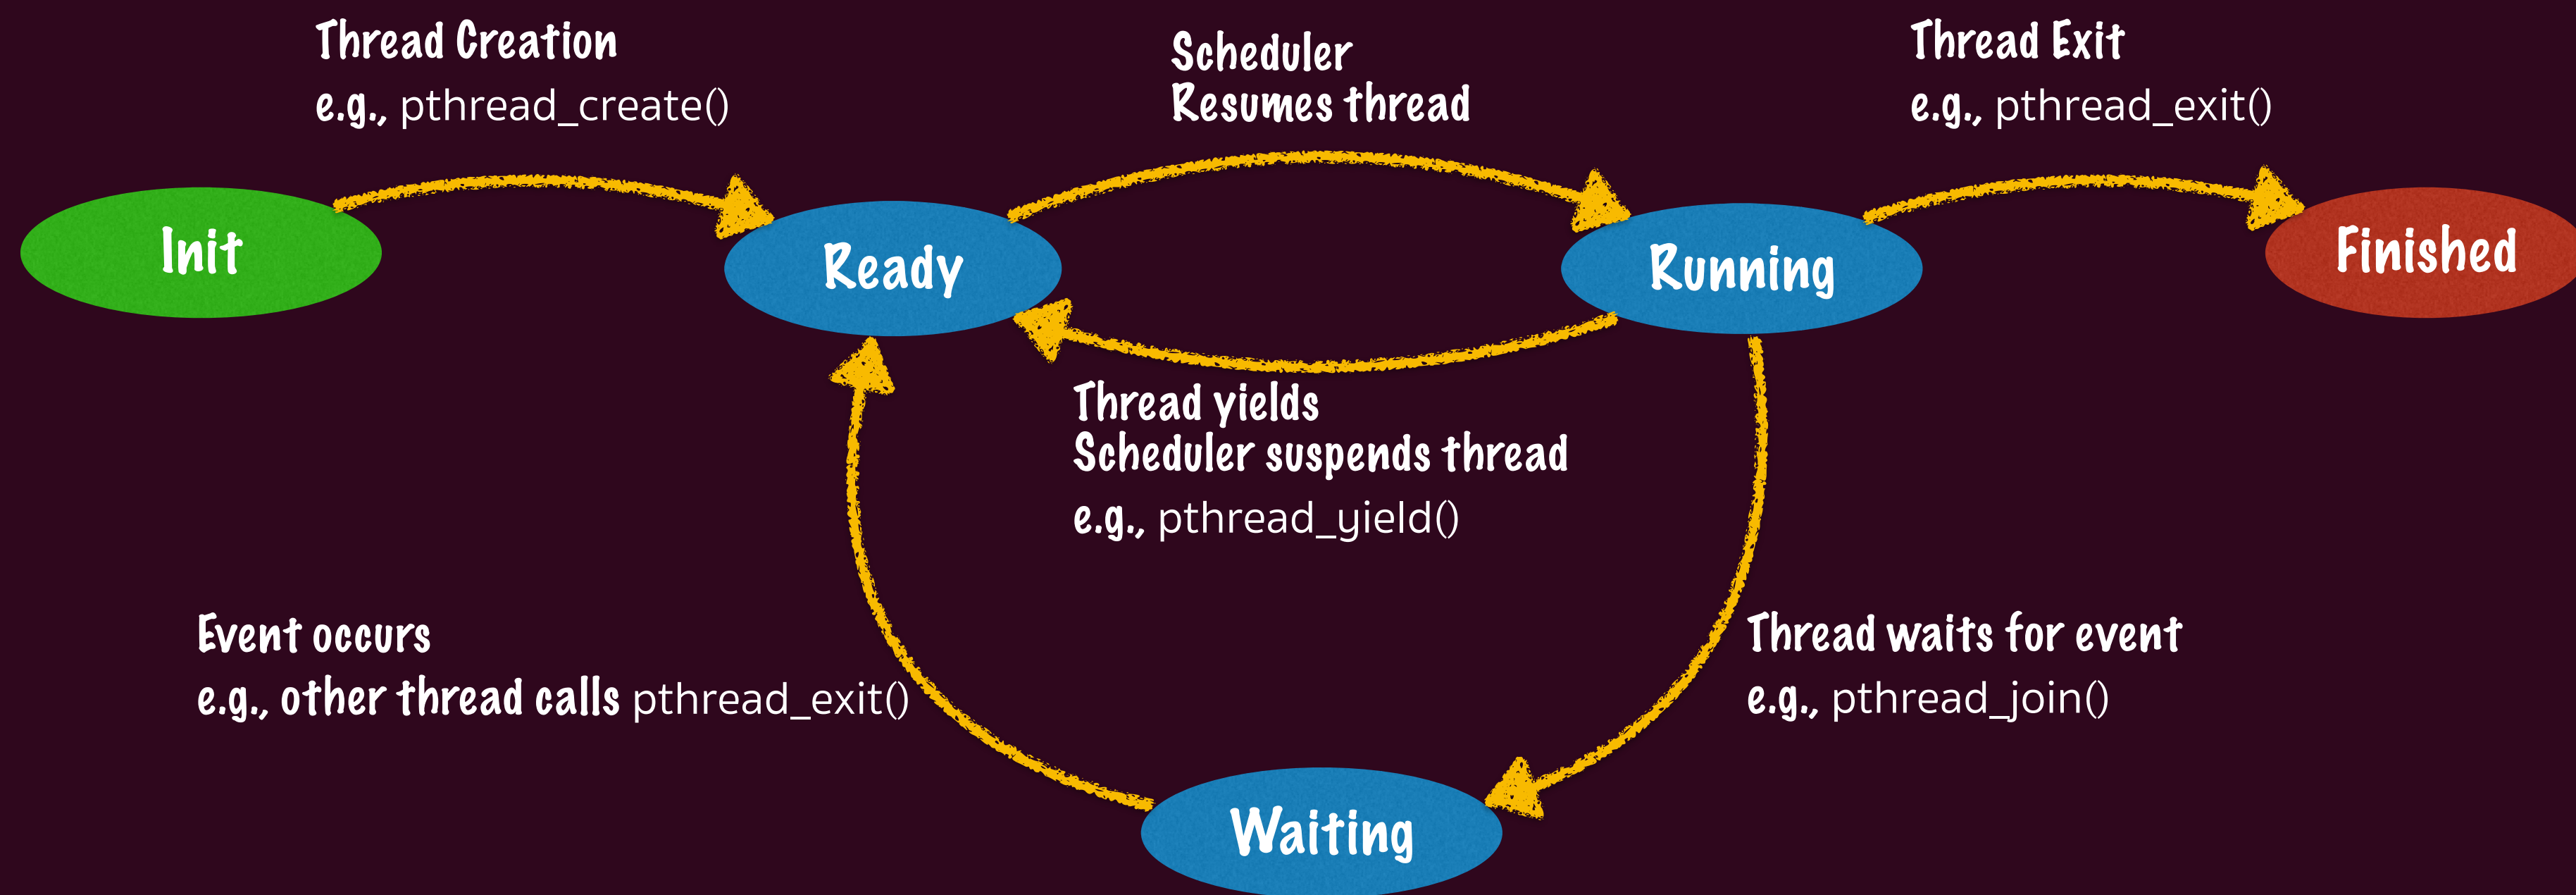 Thread Creation
e.g., pthread_create()
Scheduler
Resumes thread
Thread Exit
e.g., pthread_exit()
Init
Ready
Running
Finished
Thread yields
Scheduler suspends thread
e.g., pthread_yield()
Event occurs
e.g., other thread calls pthread_exit()
Thread waits for event
e.g., pthread_join()
Waiting